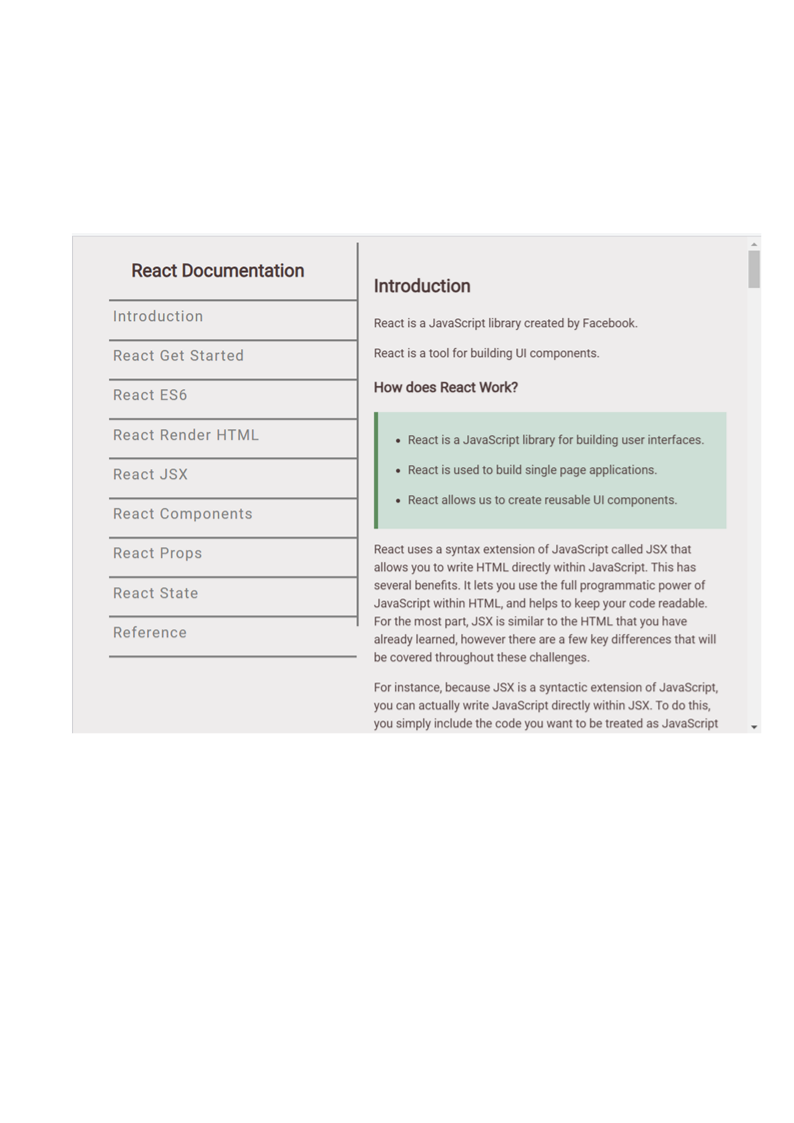 React Documentation
Introduction
React Get Started
React ES6
React Render HTML
React JSX
React Components
React Props
React State
Reference
Introduction
React is a JavaScript library created by Facebook.
React is a tool for building UI components.
How does React Work?
• React is a JavaScript library for building user interfaces.
• React is used to build single page applications.
• React allows us to create reusable UI components.
React uses a syntax extension of JavaScript called JSX that
allows you to write HTML directly within JavaScript. This has
several benefits. It lets you use the full programmatic power of
JavaScript within HTML, and helps to keep your code readable.
For the most part, JSX is similar to the HTML that you have
already learned, however there are a few key differences that will
be covered throughout these challenges.
For instance, because JSX is a syntactic extension of JavaScript,
you can actually write JavaScript directly within JSX. To do this,
you simply include the code you want to be treated as JavaScript